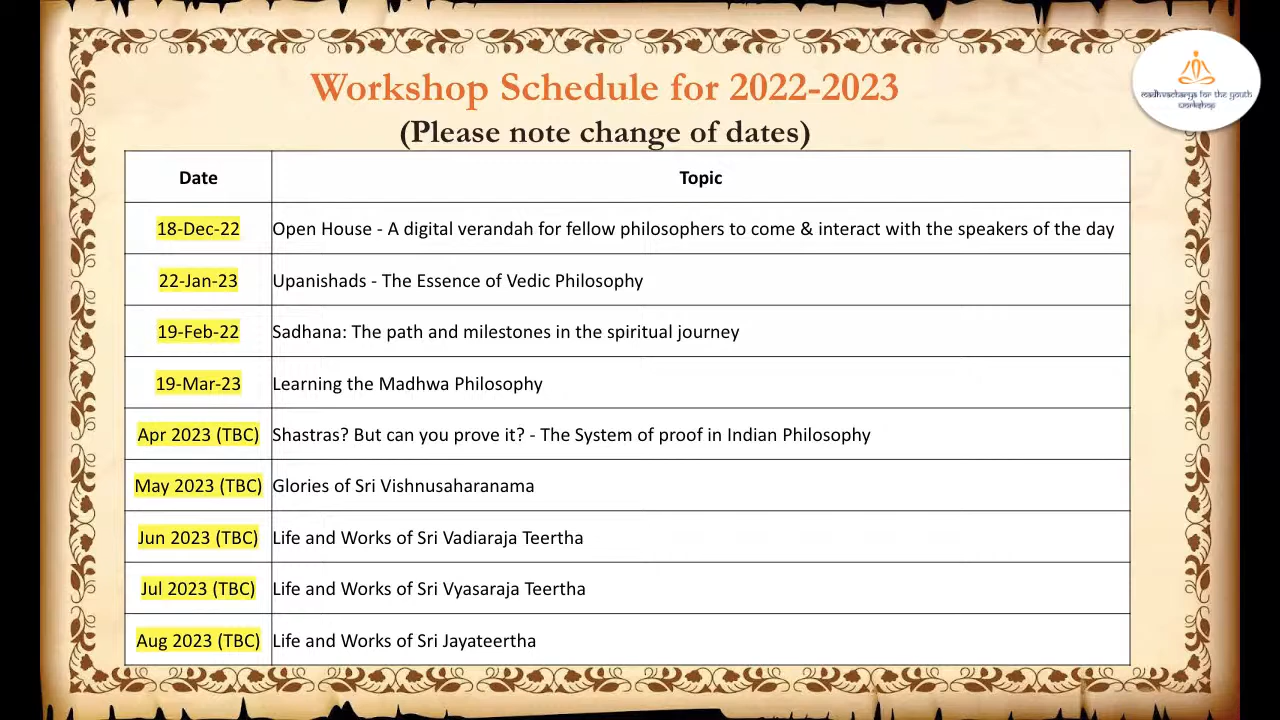 Workshop Schedule for 2022-2023
(Please note change of dates)
madhvacharya for the youth
workshop
Date Topic
18-Dec-22 Open House - A digital verandah for fellow philosophers to come & interact with the speakers of the day
22-Jan-23 Upanishads - The Essence of Vedic Philosophy
19-Feb-22 Sadhana: The path and milestones in the spiritual journey
19-Mar-23 Learning the Madhwa Philosophy
Apr 2023 (TBC) Shastras? But can you prove it? - The System of proof in Indian Philosophy
May 2023 (TBC) Glories of Sri Vishnusaharanama
Jun 2023 (TBC) Life and Works of Sri Vadiaraja Teertha
Jul 2023 (TBC) Life and Works of Sri Vyasaraja Teertha
Aug 2023 (TBC) Life and Works of Sri Jayateertha